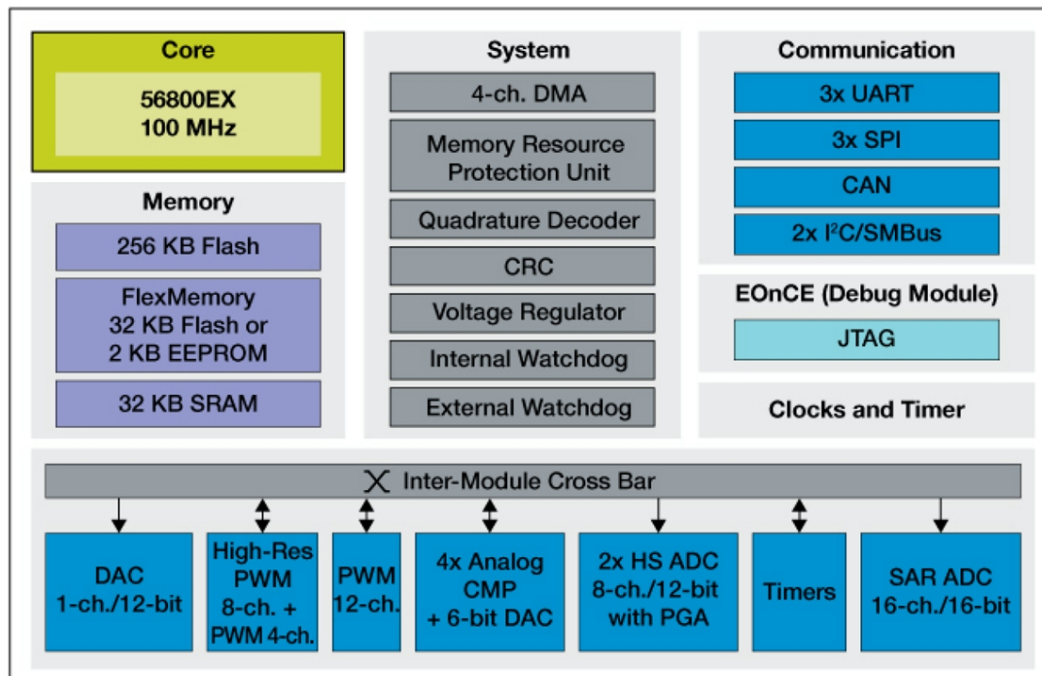 Core
56800EX
100 MHz
Memory
256 KB Flash
FlexMemory
32 KB Flash or
2 KB EEPROM
32 KB SRAM
System
4-ch. DMA
Memory Resource
Protection Unit
Quadrature Decoder
CRC
Voltage Regulator
Internal Watchdog
External Watchdog
Communication
3x UART
3x SPI
CAN
2x I²C/SMBus
EOnCE (Debug Module)
JTAG
Clocks and Timer
Inter-Module Cross Bar
DAC
1-ch./12-bit
High-Res
PWM
8-ch. +
PWM 4-ch.
PWM
12-ch.
4x Analog
CMP
+ 6-bit DAC
2x HS ADC
8-ch./12-bit
with PGA
Timers
SAR ADC
16-ch./16-bit